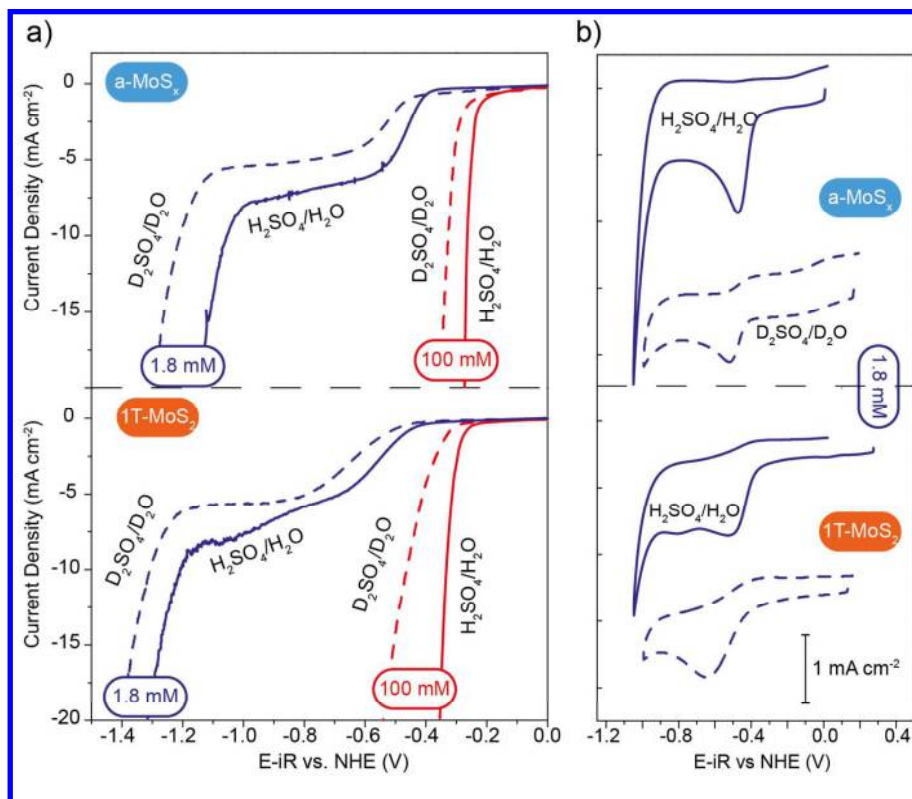 a)
b)
a-MoSₓ
H₂SO₄/H₂O
D₂SO₄/D₂O
D₂SO₄/D₂O
H₂SO₄/H₂O
1.8 mM
100 mM
0
-5
-10
-15
Current Density (mA cm⁻²)
1T-MoS₂
D₂SO₄/D₂O
H₂SO₄/H₂O
D₂SO₄/D₂O
H₂SO₄/H₂O
1.8 mM
100 mM
0
-5
-10
-15
-20
Current Density (mA cm⁻²)
-1.4 -1.2 -1.0 -0.8 -0.6 -0.4 -0.2 0.0
E-iR vs. NHE (V)
H₂SO₄/H₂O
a-MoSₓ
D₂SO₄/D₂O
1.8 mM
H₂SO₄/H₂O
1T-MoS₂
1 mA cm⁻²
-1.2 -0.8 -0.4 0.0 0.4
E-iR vs NHE (V)